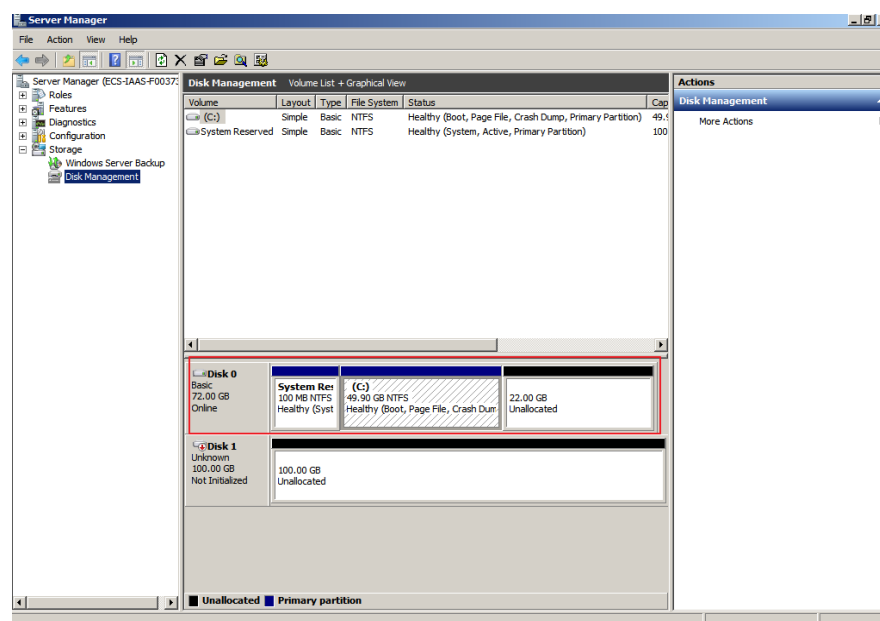 Server Manager
File Action View Help
Server Manager (ECS-IAAS-F0037
Roles
Features
Diagnostics
Configuration
Storage
Windows Server Backup
Disk Management
Disk Management Volume List + Graphical View
Volume Layout Type File System Status Cap
(C:) Simple Basic NTFS Healthy (Boot, Page File, Crash Dump, Primary Partition) 49.9
System Reserved Simple Basic NTFS Healthy (System, Active, Primary Partition) 100
Disk 0
Basic
72.00 GB
Online
System Re
100 MB NTFS
Healthy (Syst
(C:)
49.90 GB NTFS
Healthy (Boot, Page File, Crash Dum
22.00 GB
Unallocated
Disk 1
Unknown
100.00 GB
Not Initialized
100.00 GB
Unallocated
Unallocated Primary partition
Actions
Disk Management
More Actions